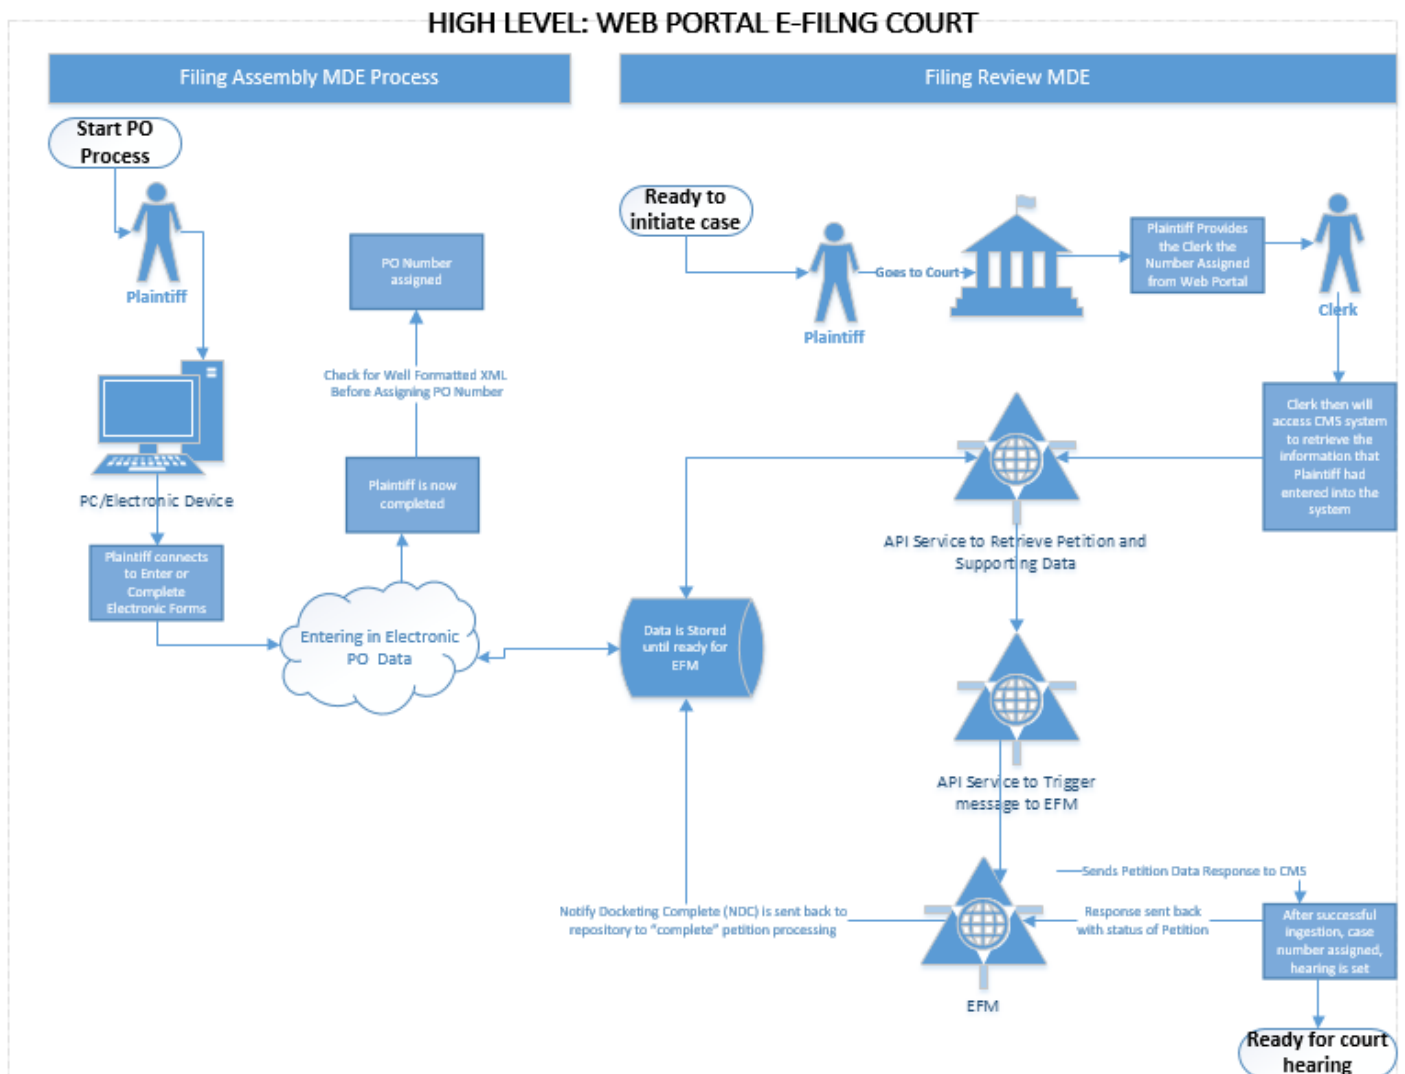 HIGH LEVEL: WEB PORTAL E-FILNG COURT
Filing Assembly MDE Process
Filing Review MDE
Start PO
Process
Plaintiff
PC/Electronic Device
Plaintiff connects
to Enter or
Complete
Electronic Forms
Entering in Electronic
PO Data
Plaintiff is now
completed
Check for Well Formatted XML
Before Assigning PO Number
PO Number
assigned
Data is Stored
until ready for
EFM
Ready to
initiate case
Plaintiff
Goes to Court
Plaintiff Provides
the Clerk the
Number Assigned
from Web Portal
Clerk
Clerk then will
access CMS system
to retrieve the
information that
Plaintiff had
entered into the
system
API Service to Retrieve Petition and
Supporting Data
API Service to Trigger
message to EFM
Sends Petition Data Response to CMS
Response sent back
with status of Petition
Notify Docketing Complete (NDC) is sent back to
repository to "complete" petition processing
EFM
After successful
ingestion, case
number assigned,
hearing is set
Ready for court
hearing